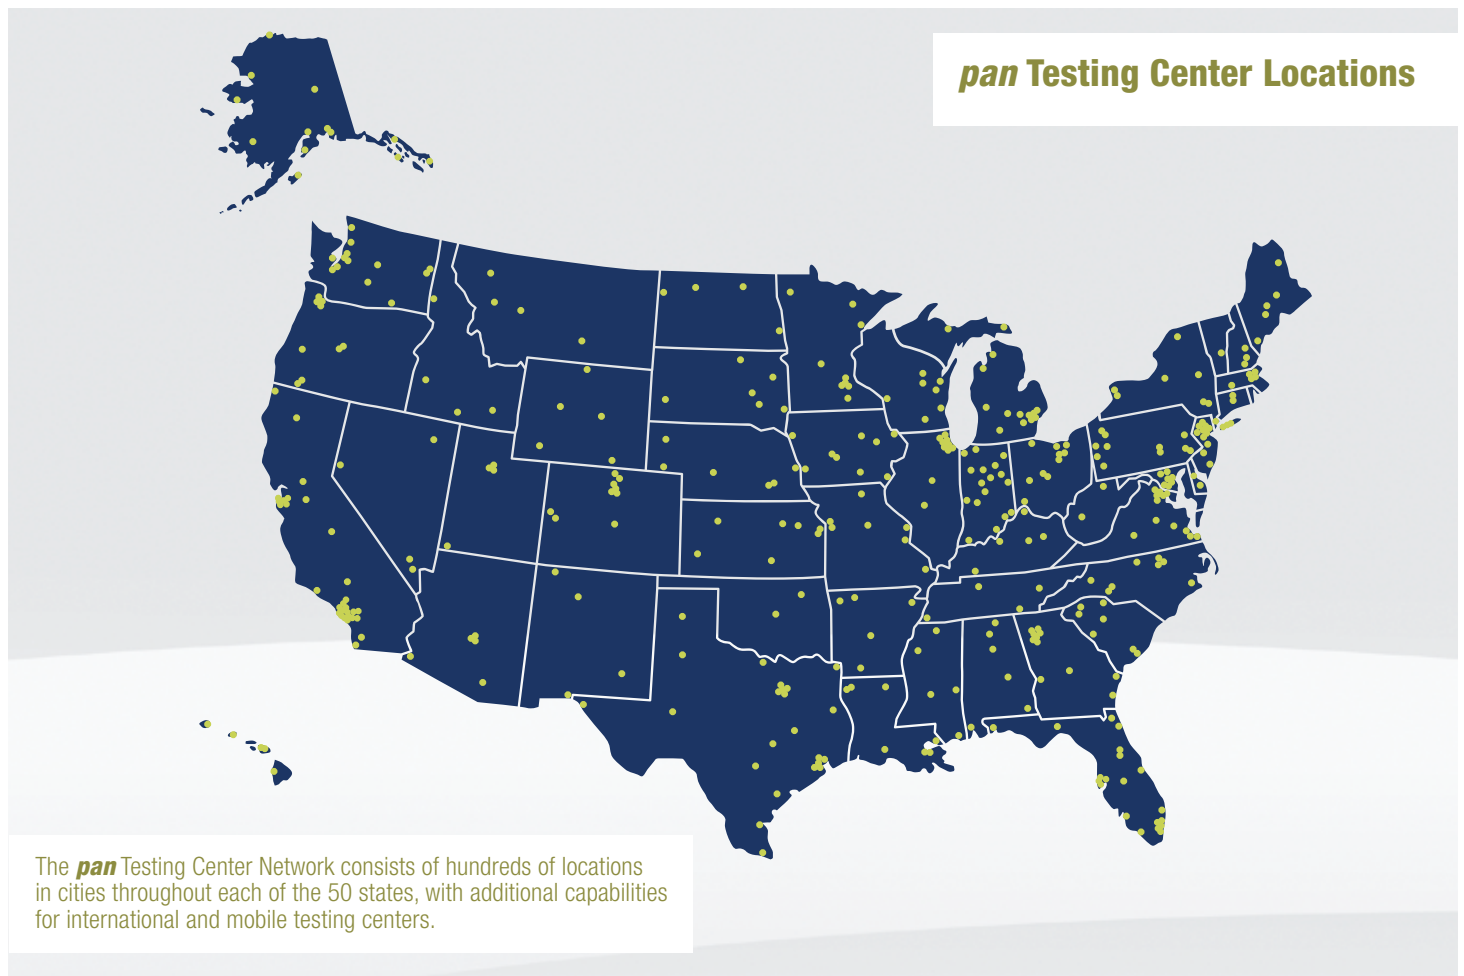 pan Testing Center Locations
The pan Testing Center Network consists of hundreds of locations
in cities throughout each of the 50 states, with additional capabilities
for international and mobile testing centers.